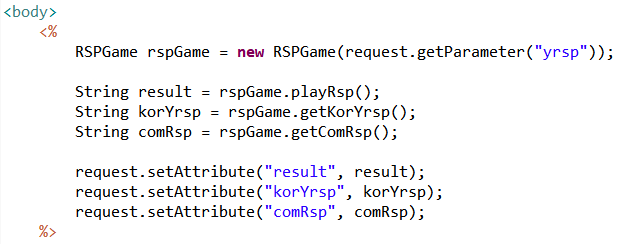 <body>
<%
RSPGame rspGame = new RSPGame(request.getParameter("yrsp"));
String result = rspGame.playRsp();
String korYrsp = rspGame.getKorYrsp();
String comRsp = rspGame.getComRsp();
request.setAttribute("result", result);
request.setAttribute("korYrsp", korYrsp);
request.setAttribute("comRsp", comRsp);
%>